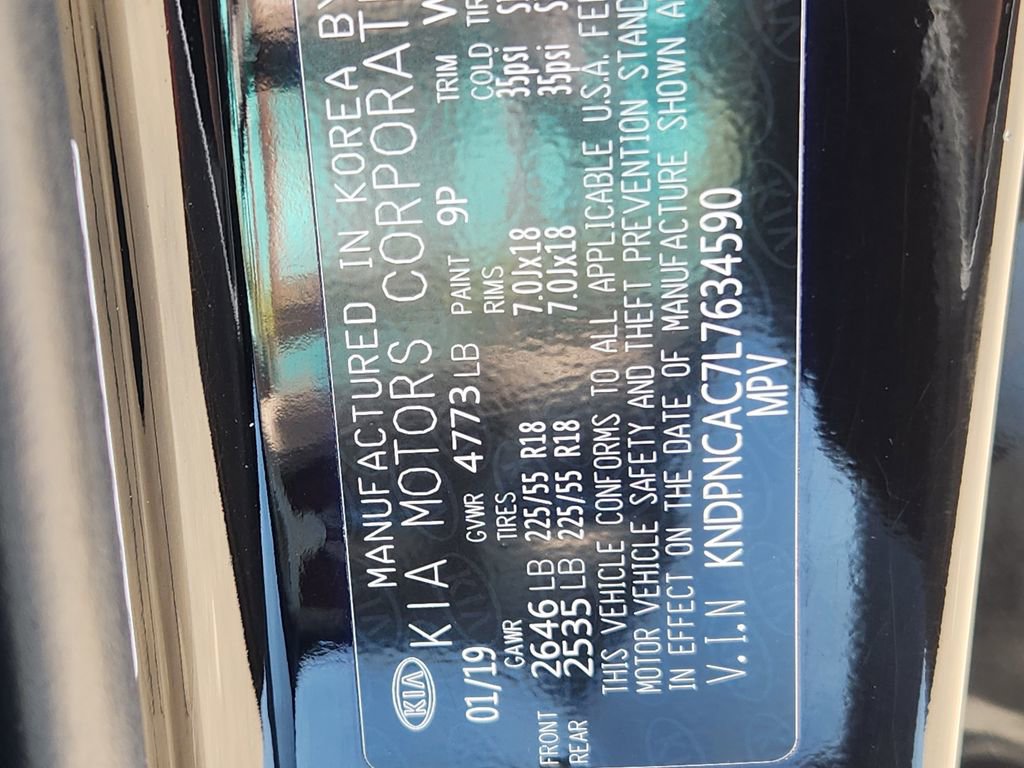 MANUFACTURED IN KOREA BY
KIA KIA MOTORS CORPORAT
01/19 GVWR 4773 LB PAINT 9P TRIM W
GAWR TIRES RIMS COLD TIR
FRONT 2646 LB 225/55 R18 7.0Jx18 35psi
REAR 2535 LB 225/55 R18 7.0Jx18 35psi
THIS VEHICLE CONFORMS TO ALL APPLICABLE U.S.A. FE
MOTOR VEHICLE SAFETY AND THEFT PREVENTION STAND
IN EFFECT ON THE DATE OF MANUFACTURE SHOWN A
V.I.N KNDPNCAC7L7634590
MPV